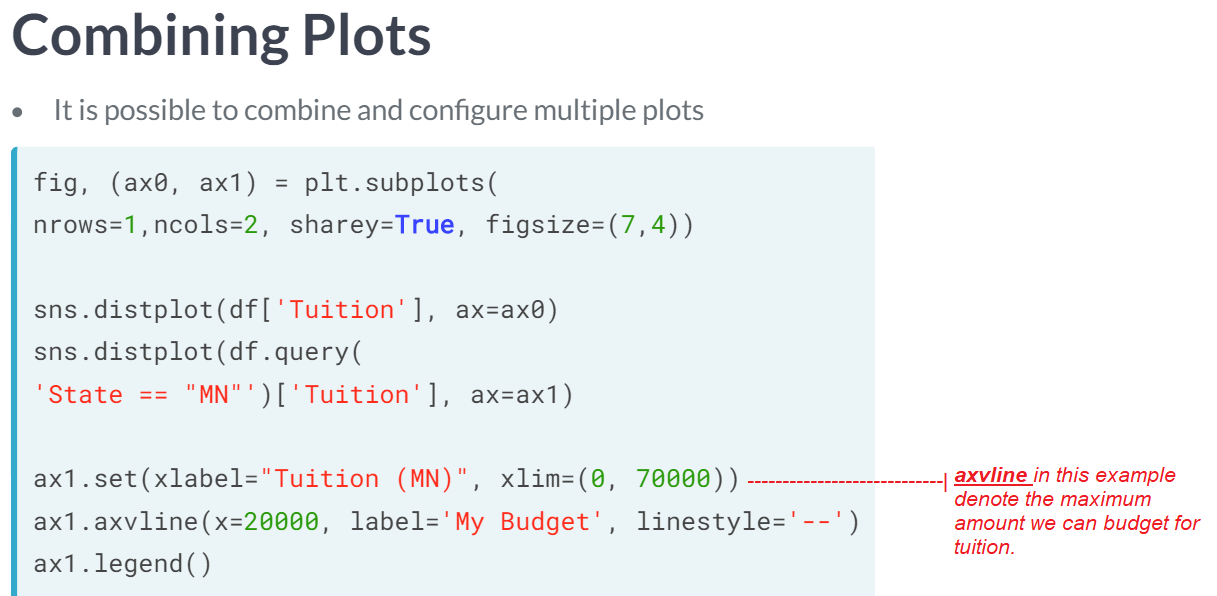 Combining Plots
• It is possible to combine and configure multiple plots
fig, (ax0, ax1) = plt.subplots(
nrows=1,ncols=2, sharey=True, figsize=(7,4))
sns.distplot(df['Tuition'], ax=ax0)
sns.distplot(df.query(
'State == "MN"')['Tuition'], ax=ax1)
ax1.set(xlabel="Tuition (MN)", xlim=(0, 70000))
ax1.axvline(x=20000, label='My Budget', linestyle='--')
ax1.legend()
axvline in this example
denote the maximum
amount we can budget for
tuition.